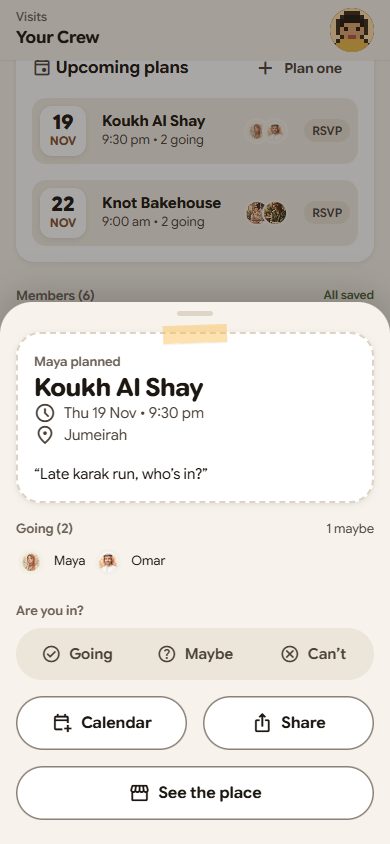 Visits
Your Crew
Upcoming plans
Plan one
19
NOV
Koukh Al Shay
9:30 pm • 2 going
RSVP
22
NOV
Knot Bakehouse
9:00 am • 2 going
RSVP
Members (6)
All saved
Maya planned
Koukh Al Shay
Thu 19 Nov • 9:30 pm
Jumeirah
“Late karak run, who’s in?”
Going (2)
1 maybe
Maya
Omar
Are you in?
Going
Maybe
Can’t
Calendar
Share
See the place